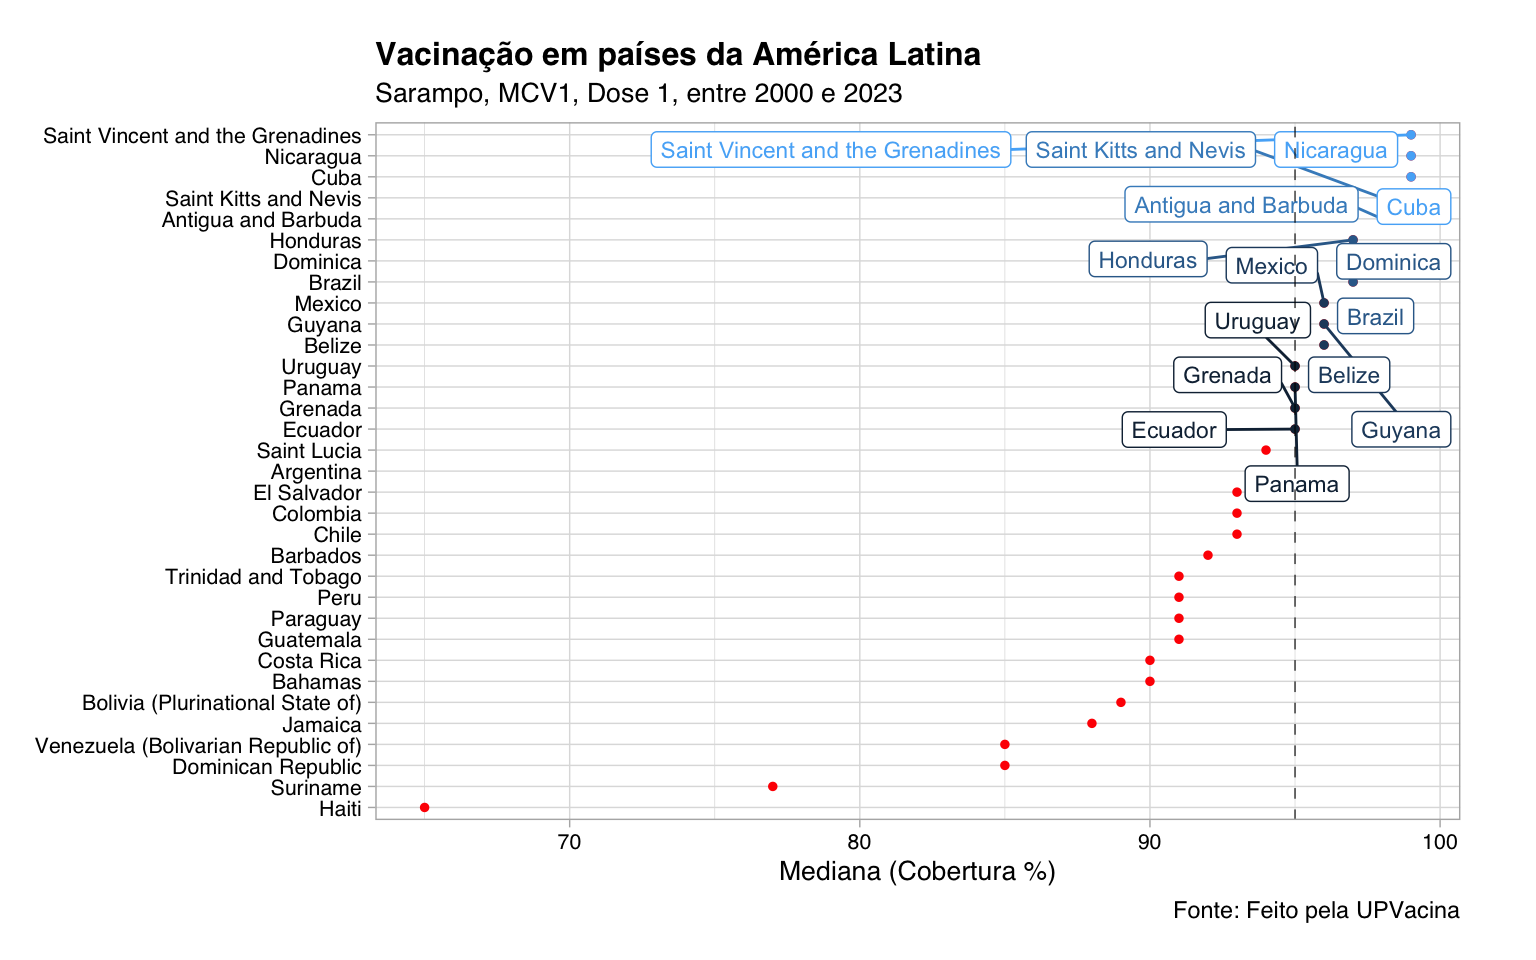 Vacinação em países da América Latina
Sarampo, MCV1, Dose 1, entre 2000 e 2023
Saint Vincent and the Grenadines
Nicaragua
Cuba
Saint Kitts and Nevis
Antigua and Barbuda
Honduras
Dominica
Brazil
Mexico
Guyana
Belize
Uruguay
Panama
Grenada
Ecuador
Saint Lucia
Argentina
El Salvador
Colombia
Chile
Barbados
Trinidad and Tobago
Peru
Paraguay
Guatemala
Costa Rica
Bahamas
Bolivia (Plurinational State of)
Jamaica
Venezuela (Bolivarian Republic of)
Dominican Republic
Suriname
Haiti
Saint Vincent and the Grenadines
Saint Kitts and Nevis
Nicaragua
Antigua and Barbuda
Cuba
Honduras
Mexico
Dominica
Uruguay
Brazil
Grenada
Belize
Ecuador
Guyana
Panama
70
80
90
100
Mediana (Cobertura %)
Fonte: Feito pela UPVacina